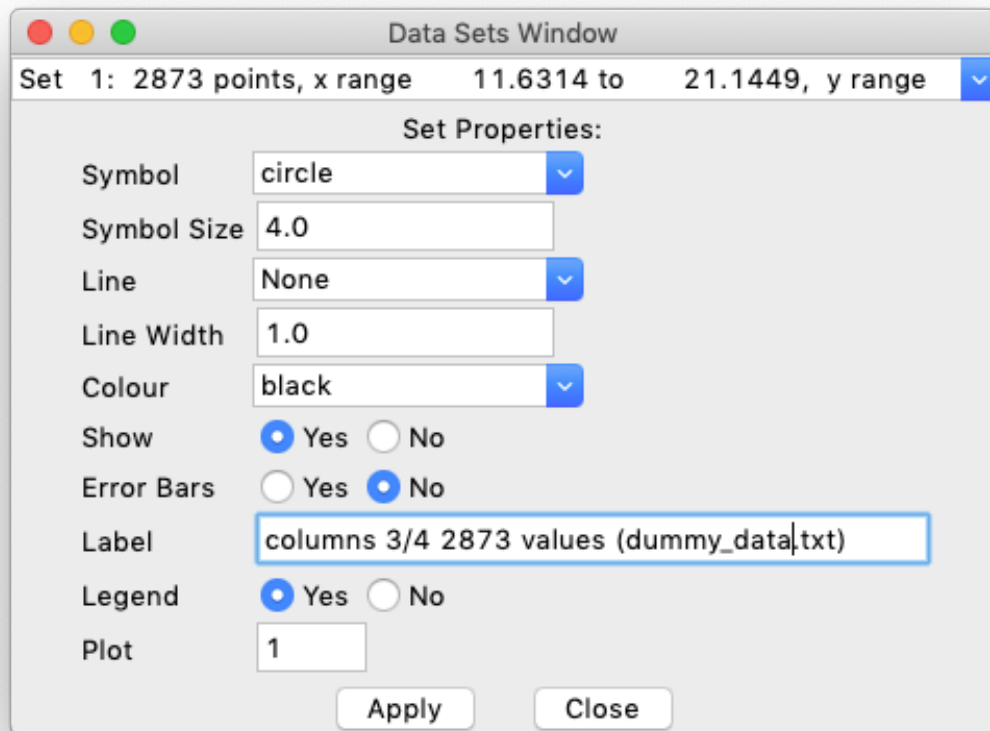 Data Sets Window
Set 1: 2873 points, x range 11.6314 to 21.1449, y range
Set Properties:
Symbol circle
Symbol Size 4.0
Line None
Line Width 1.0
Colour black
Show Yes No
Error Bars Yes No
Label columns 3/4 2873 values (dummy_data.txt)
Legend Yes No
Plot 1
Apply Close